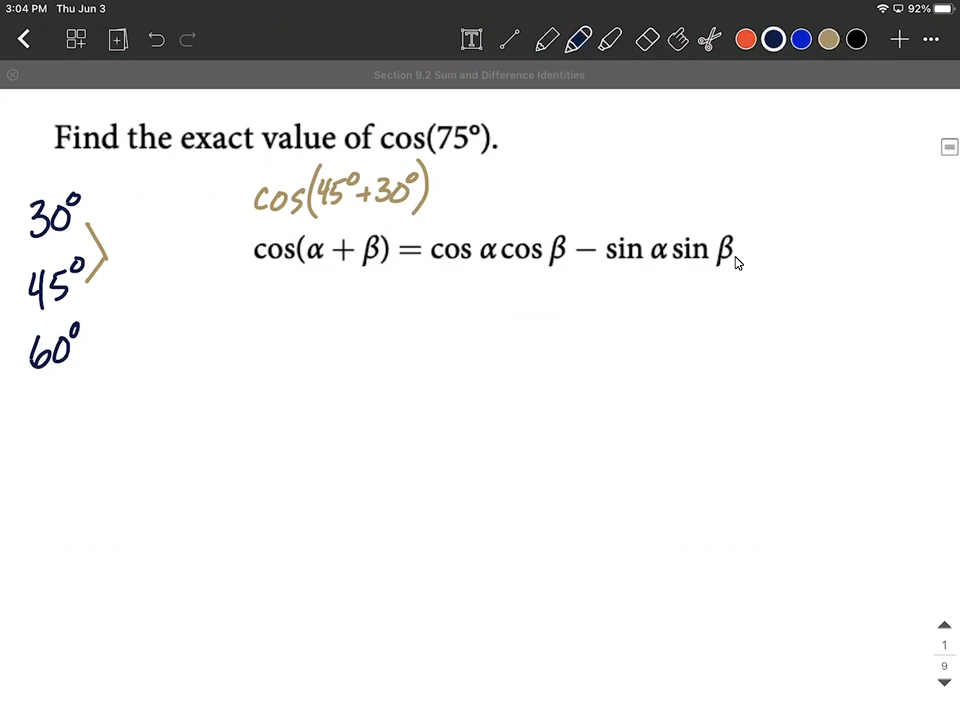 3:04 PM Thu Jun 3
92%
Section 9.2 Sum and Difference Identities
Find the exact value of cos(75°).
cos(45°+30°)
cos(α + β) = cos α cos β − sin α sin β
30°
45°
60°
1
9